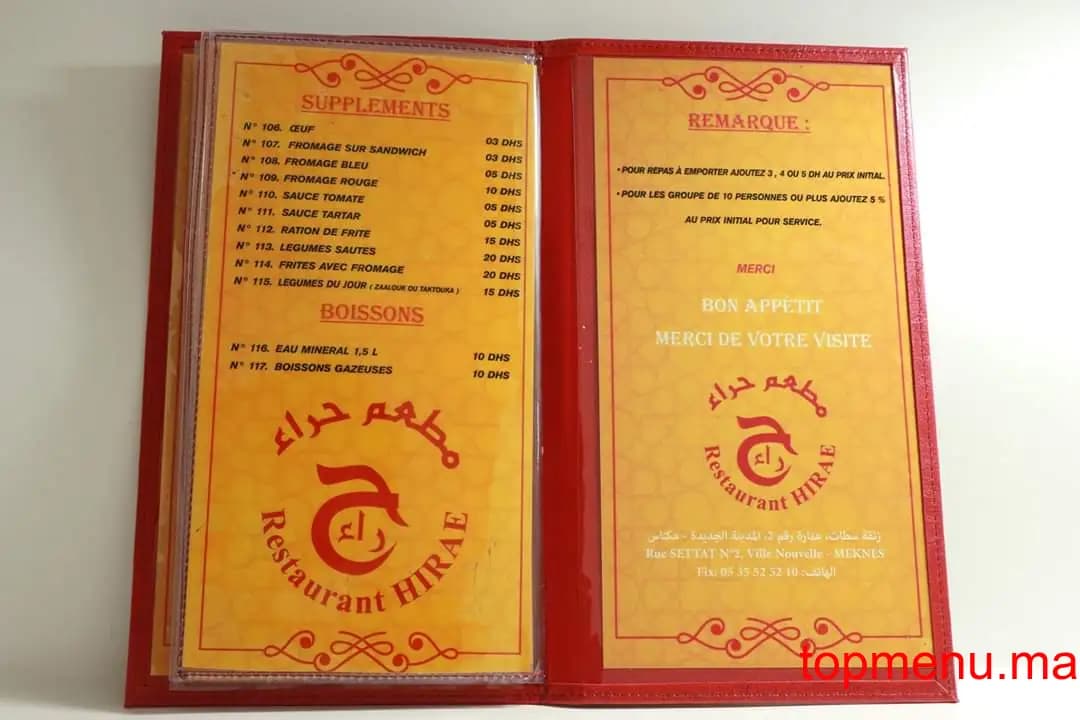 SUPPLEMENTS
N° 106. ŒUF 03 DHS
N° 107. FROMAGE SUR SANDWICH 03 DHS
N° 108. FROMAGE BLEU 05 DHS
N° 109. FROMAGE ROUGE 10 DHS
N° 110. SAUCE TOMATE 05 DHS
N° 111. SAUCE TARTAR 05 DHS
N° 112. RATION DE FRITE 15 DHS
N° 113. LEGUMES SAUTES 20 DHS
N° 114. FRITES AVEC FROMAGE 20 DHS
N° 115. LEGUMES DU JOUR ( ZAALOUK OU TAKTOUKA ) 15 DHS
BOISSONS
N° 116. EAU MINERAL 1,5 L 10 DHS
N° 117. BOISSONS GAZEUSES 10 DHS
مطعم حراء
حراء
Restaurant HIRAE
REMARQUE :
• POUR REPAS À EMPORTER AJOUTEZ 3 , 4 OU 5 DH AU PRIX INITIAL.
• POUR LES GROUPE DE 10 PERSONNES OU PLUS AJOUTEZ 5 %
AU PRIX INITIAL POUR SERVICE.
MERCI
BON APPÉTIT
MERCI DE VOTRE VISITE
مطعم حراء
حراء
Restaurant HIRAE
زنقة سطات، عمارة رقم 2، المدينة الجديدة - مكناس
Rue SETTAT N°2, Ville Nouvelle - MEKNES
Fix: 05 35 52 52 10 :الهاتف
topmenu.ma